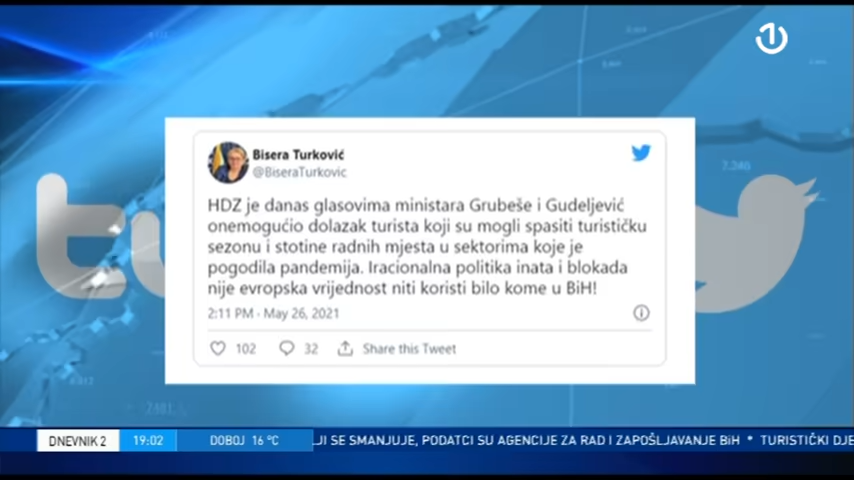 1
Bisera Turković
@BiseraTurkovic
HDZ je danas glasovima ministara Grubeše i Gudeljević
onemogućio dolazak turista koji su mogli spasiti turističku
sezonu i stotine radnih mjesta u sektorima koje je
pogodila pandemija. Iracionalna politika inata i blokada
nije evropska vrijednost niti koristi bilo kome u BiH!
2:11 PM · May 26, 2021
102 32 Share this Tweet
DNEVNIK 2 19:02 DOBOJ 16 °C JI SE SMANJUJE, PODATCI SU AGENCIJE ZA RAD I ZAPOŠLJAVANJE BiH * TURISTIČKI DJE